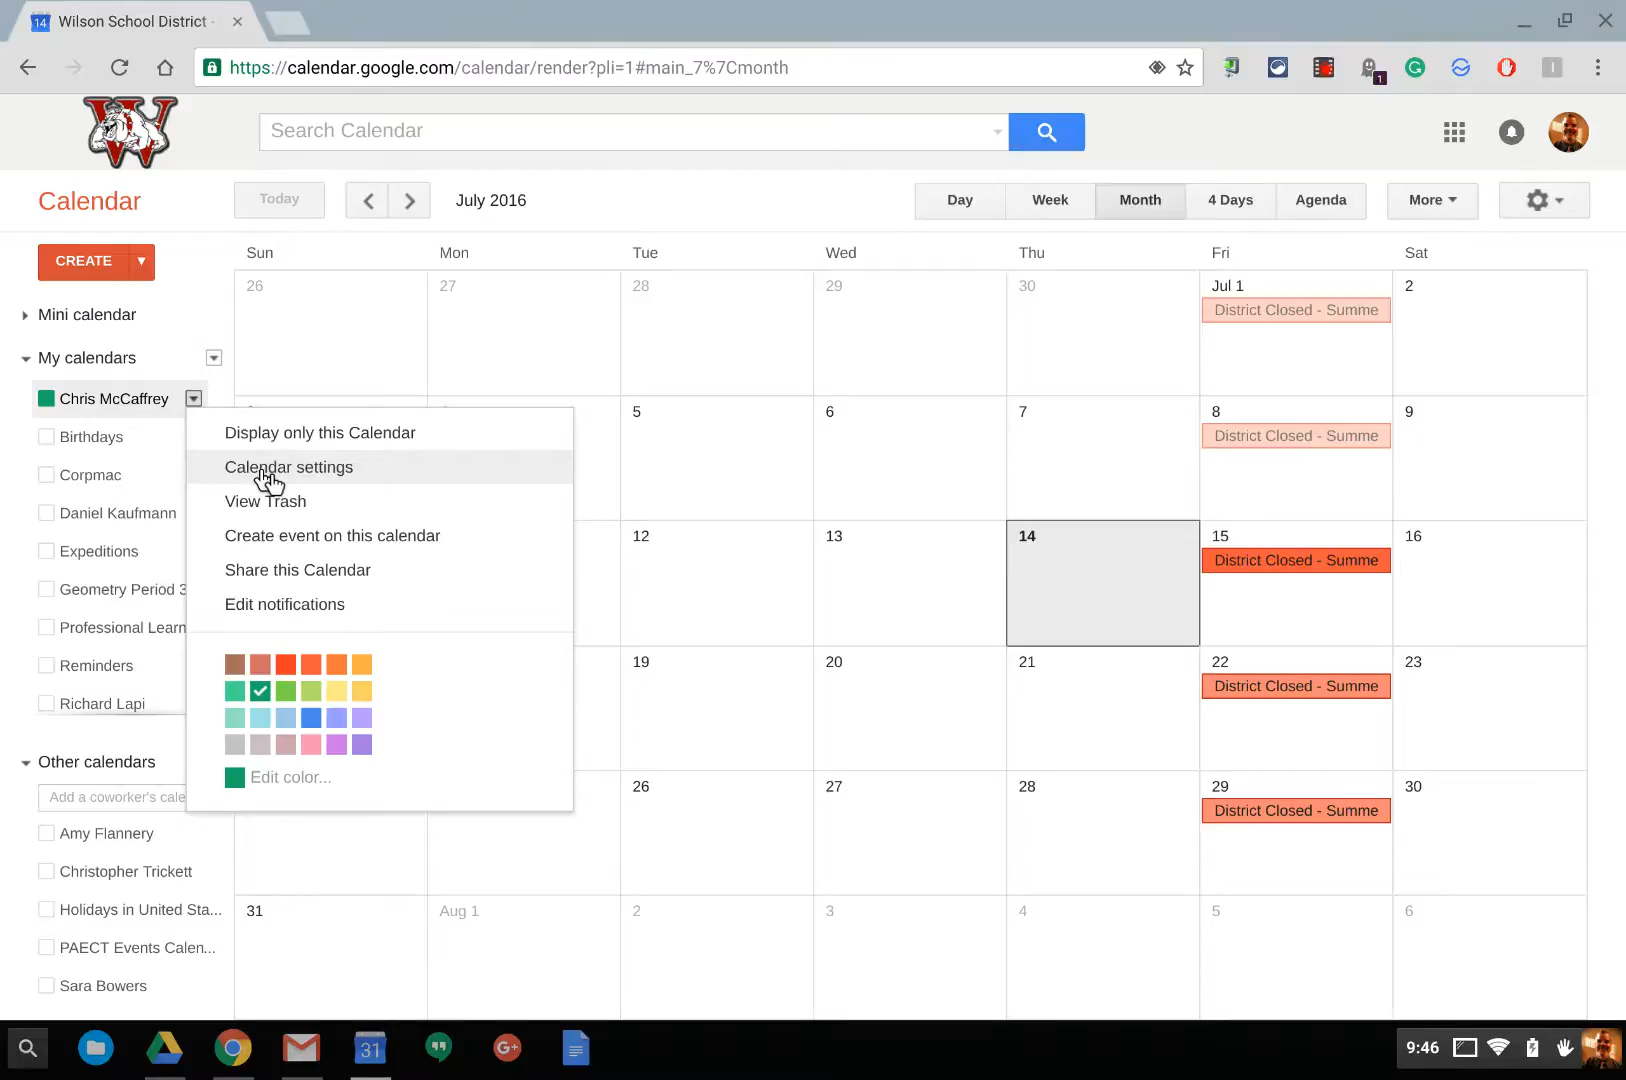 14 Wilson School District -
https://calendar.google.com/calendar/render?pli=1#main_7%7Cmonth
1
W
Search Calendar
Calendar
Today
July 2016
Day
Week
Month
4 Days
Agenda
More
CREATE
Sun Mon Tue Wed Thu Fri Sat
26 27 28 29 30 Jul 1 2
District Closed - Summe
Mini calendar
My calendars
Chris McCaffrey
Birthdays
Corpmac
Daniel Kaufmann
Expeditions
Geometry Period 3
Professional Learn
Reminders
Richard Lapi
Other calendars
Add a coworker's cale
Amy Flannery
Christopher Trickett
Holidays in United Sta...
PAECT Events Calen...
Sara Bowers
Display only this Calendar
Calendar settings
View Trash
Create event on this calendar
Share this Calendar
Edit notifications
Edit color...
5 6 7 8 9
District Closed - Summe
12 13 14 15 16
District Closed - Summe
19 20 21 22 23
District Closed - Summe
26 27 28 29 30
District Closed - Summe
31 Aug 1 2 3 4 5 6
31
G+
9:46